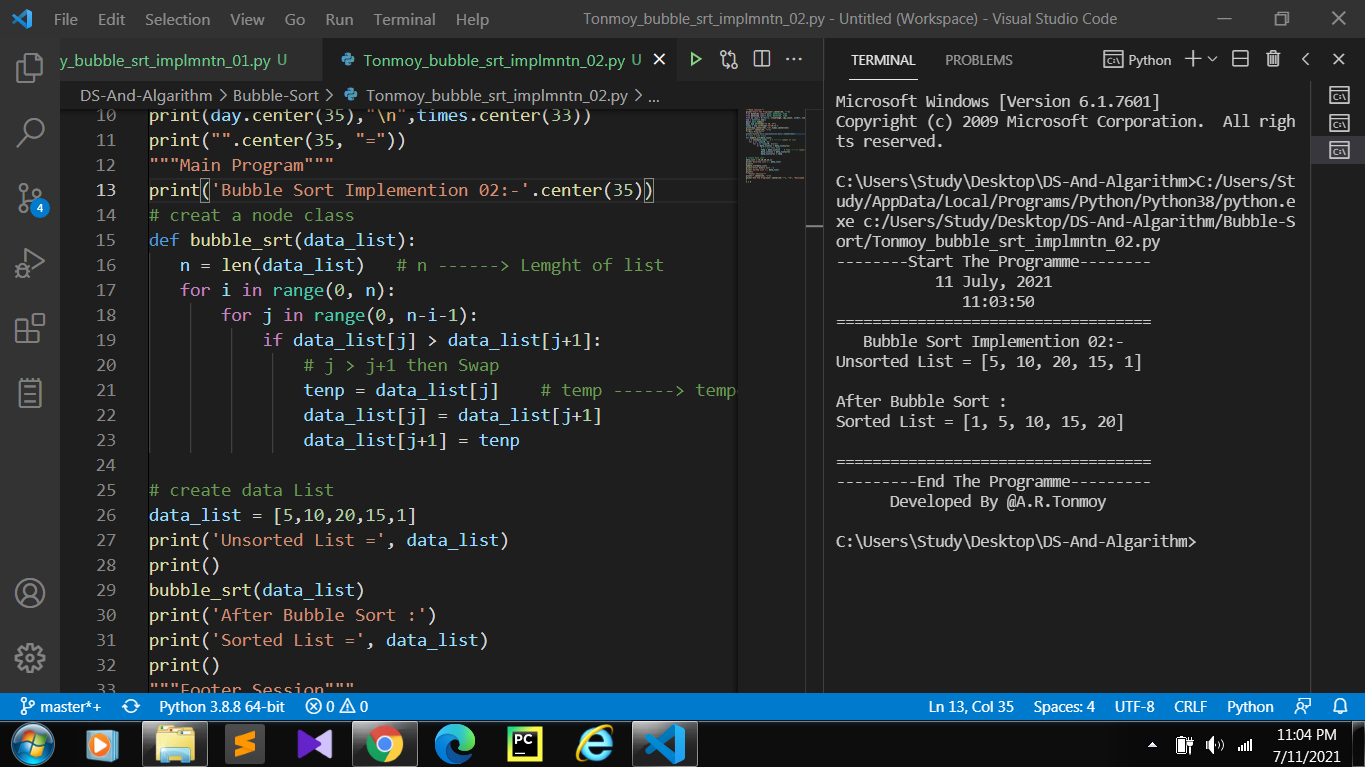 File Edit Selection View Go Run Terminal Help Tonmoy_bubble_srt_implmntn_02.py - Untitled (Workspace) - Visual Studio Code
y_bubble_srt_implmntn_01.py U Tonmoy_bubble_srt_implmntn_02.py U
DS-And-Algarithm > Bubble-Sort > Tonmoy_bubble_srt_implmntn_02.py > ...
10 print(day.center(35),"\n",times.center(33))
11 print("".center(35, "="))
12 """Main Program"""
13 print('Bubble Sort Implemention 02:-'.center(35))
14 # creat a node class
15 def bubble_srt(data_list):
16 n = len(data_list) # n ------> Lemght of list
17 for i in range(0, n):
18 for j in range(0, n-i-1):
19 if data_list[j] > data_list[j+1]:
20 # j > j+1 then Swap
21 tenp = data_list[j] # temp ------> temp
22 data_list[j] = data_list[j+1]
23 data_list[j+1] = tenp
24
25 # create data List
26 data_list = [5,10,20,15,1]
27 print('Unsorted List =', data_list)
28 print()
29 bubble_srt(data_list)
30 print('After Bubble Sort :')
31 print('Sorted List =', data_list)
32 print()
33 """Footer Session"""
TERMINAL PROBLEMS Python
Microsoft Windows [Version 6.1.7601]
Copyright (c) 2009 Microsoft Corporation. All righ
ts reserved.
C:\Users\Study\Desktop\DS-And-Algarithm>C:/Users/St
udy/AppData/Local/Programs/Python/Python38/python.e
xe c:/Users/Study/Desktop/DS-And-Algarithm/Bubble-S
ort/Tonmoy_bubble_srt_implmntn_02.py
--------Start The Programme--------
11 July, 2021
11:03:50
===================================
Bubble Sort Implemention 02:-
Unsorted List = [5, 10, 20, 15, 1]
After Bubble Sort :
Sorted List = [1, 5, 10, 15, 20]
===================================
---------End The Programme---------
Developed By @A.R.Tonmoy
C:\Users\Study\Desktop\DS-And-Algarithm>
4
master*+ Python 3.8.8 64-bit 0 0 Ln 13, Col 35 Spaces: 4 UTF-8 CRLF Python
PC
11:04 PM
7/11/2021